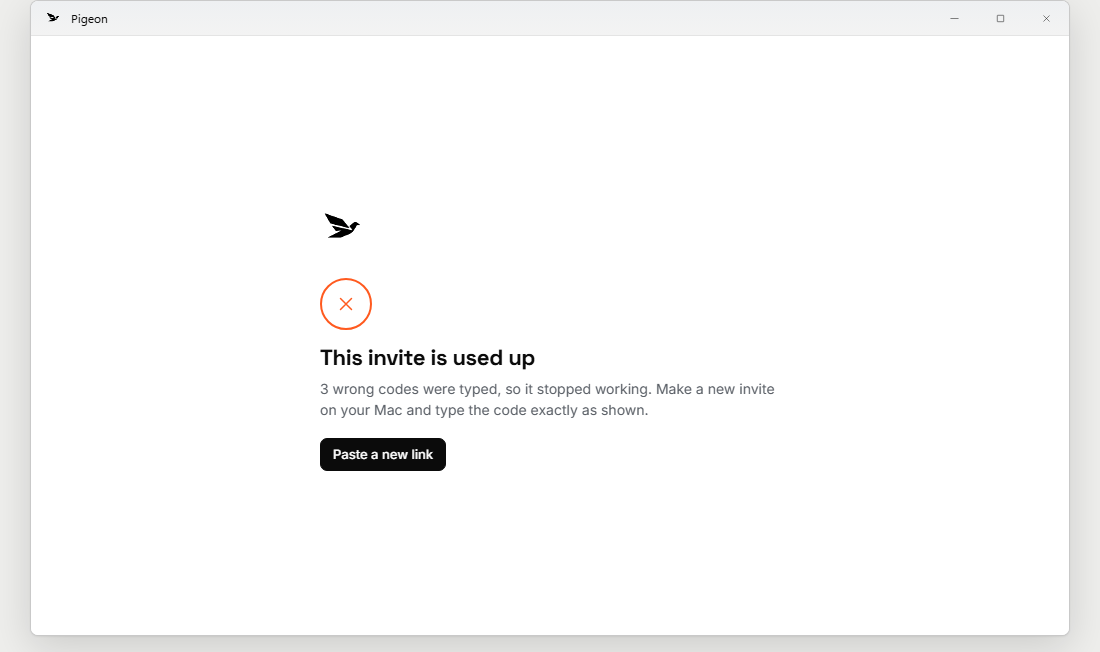 Pigeon
This invite is used up
3 wrong codes were typed, so it stopped working. Make a new invite
on your Mac and type the code exactly as shown.
Paste a new link